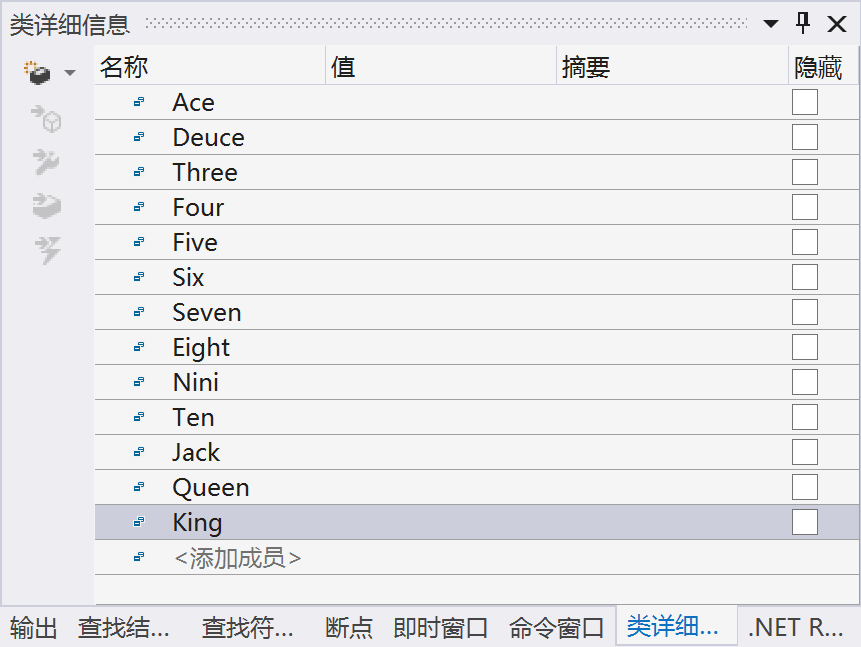 类详细信息
名称 值 摘要 隐藏
Ace
Deuce
Three
Four
Five
Six
Seven
Eight
Nini
Ten
Jack
Queen
King
<添加成员>
输出 查找结... 查找符... 断点 即时窗口 命令窗口 类详细... .NET R...